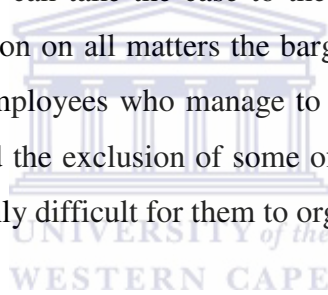 can take the case to the
on on all matters the barg
mployees who manage to
the exclusion of some of
ly difficult for them to org
UNIVERSITY of the
WESTERN CAPE